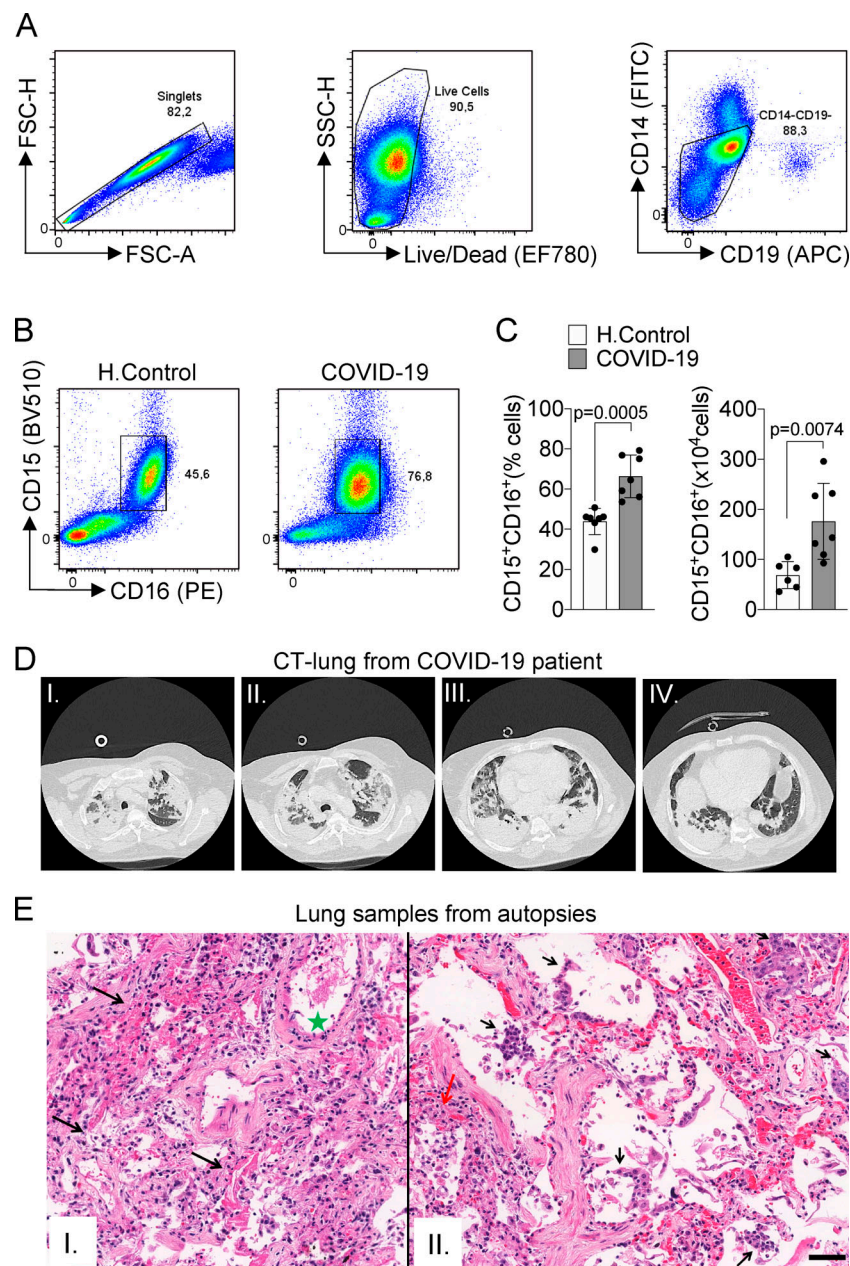 A
FSC-H
Singlets
82,2
0
0
FSC-A
SSC-H
Live Cells
90,5
0
0
Live/Dead (EF780)
CD14 (FITC)
CD14-CD19-
88,3
0
0
CD19 (APC)
B
H.Control
COVID-19
CD15 (BV510)
45,6
76,8
0
0
0
0
CD16 (PE)
C
H.Control
COVID-19
CD15+CD16+(% cells)
100
80
60
40
20
0
p=0.0005
CD15+CD16+(x10⁴cells)
400
300
200
100
0
p=0.0074
D
CT-lung from COVID-19 patient
I.
II.
III.
IV.
E
Lung samples from autopsies
I.
II.